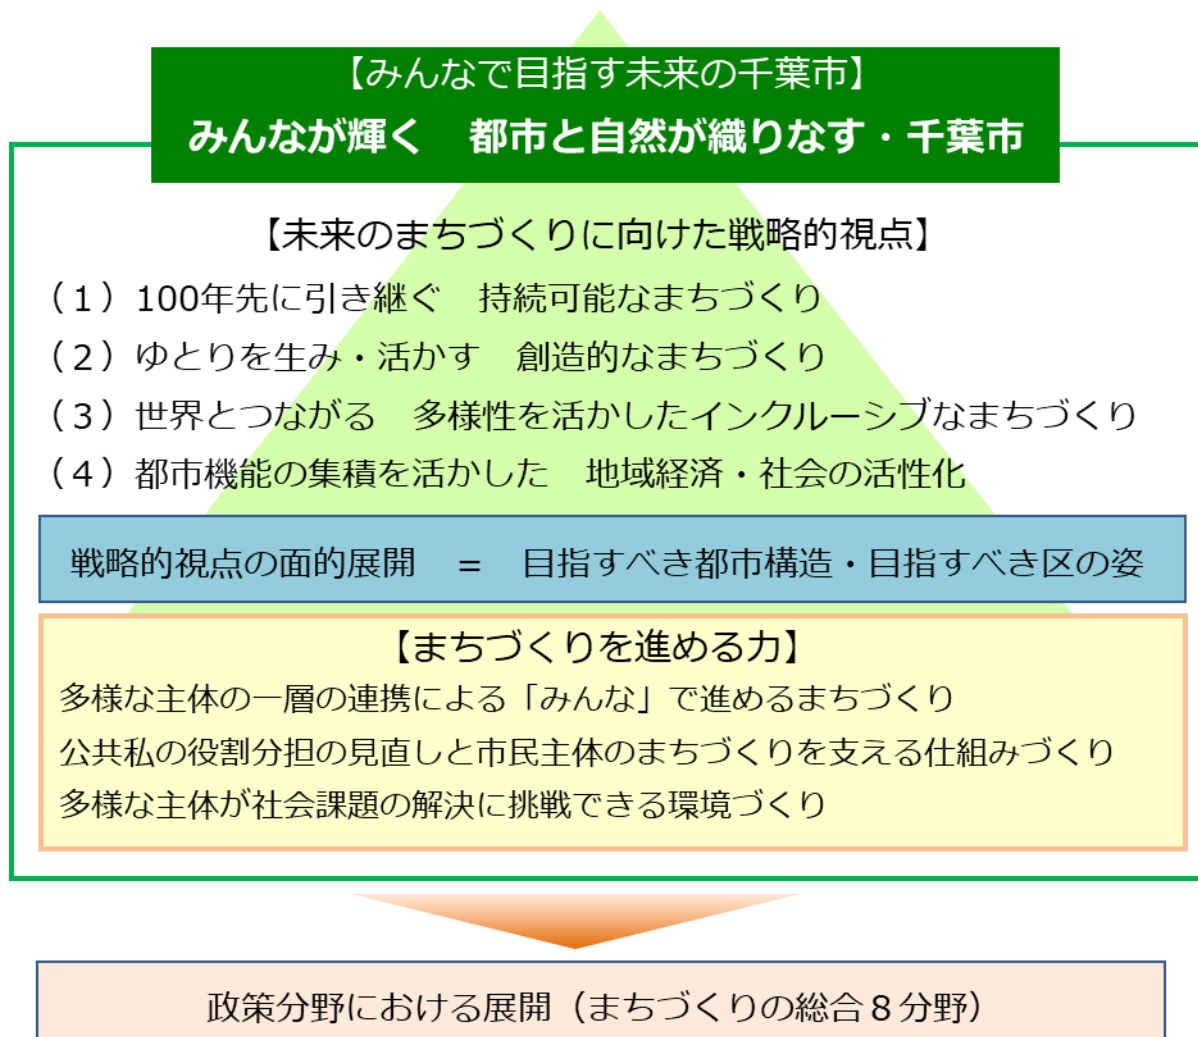 【みんなで目指す未来の千葉市】
みんなが輝く　都市と自然が織りなす・千葉市
【未来のまちづくりに向けた戦略的視点】
（１）100年先に引き継ぐ　持続可能なまちづくり
（２）ゆとりを生み・活かす　創造的なまちづくり
（３）世界とつながる　多様性を活かしたインクルーシブなまちづくり
（４）都市機能の集積を活かした　地域経済・社会の活性化
戦略的視点の面的展開　＝　目指すべき都市構造・目指すべき区の姿
【まちづくりを進める力】
多様な主体の一層の連携による「みんな」で進めるまちづくり
公共私の役割分担の見直しと市民主体のまちづくりを支える仕組みづくり
多様な主体が社会課題の解決に挑戦できる環境づくり
政策分野における展開（まちづくりの総合８分野）